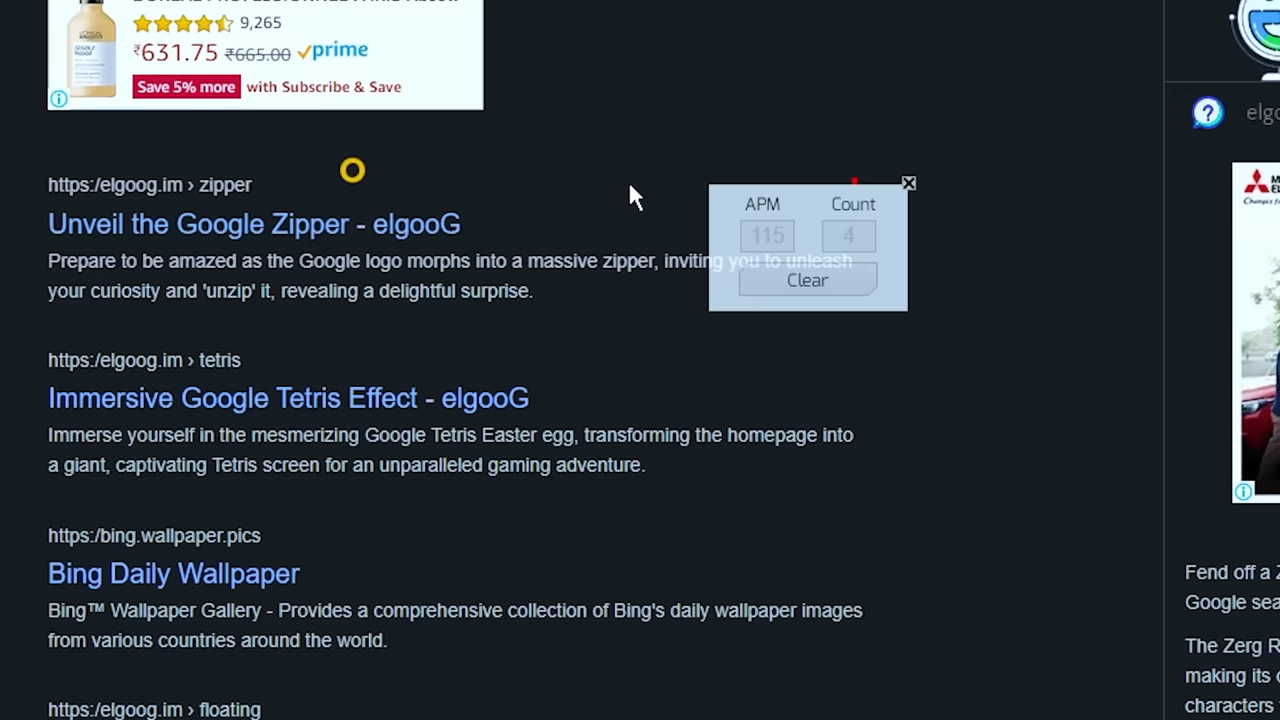 9,265
₹631.75 ₹665.00 prime
Save 5% more with Subscribe & Save
https:/elgoog.im › zipper
Unveil the Google Zipper - elgooG
Prepare to be amazed as the Google logo morphs into a massive zipper, inviting you to unleash
your curiosity and 'unzip' it, revealing a delightful surprise.
APM Count
115 4
Clear
https:/elgoog.im › tetris
Immersive Google Tetris Effect - elgooG
Immerse yourself in the mesmerizing Google Tetris Easter egg, transforming the homepage into
a giant, captivating Tetris screen for an unparalleled gaming adventure.
https:/bing.wallpaper.pics
Bing Daily Wallpaper
Bing™ Wallpaper Gallery - Provides a comprehensive collection of Bing's daily wallpaper images
from various countries around the world.
https:/elgoog.im › floating
elgo
Fend off a Z
Google sea
The Zerg R
making its
characters